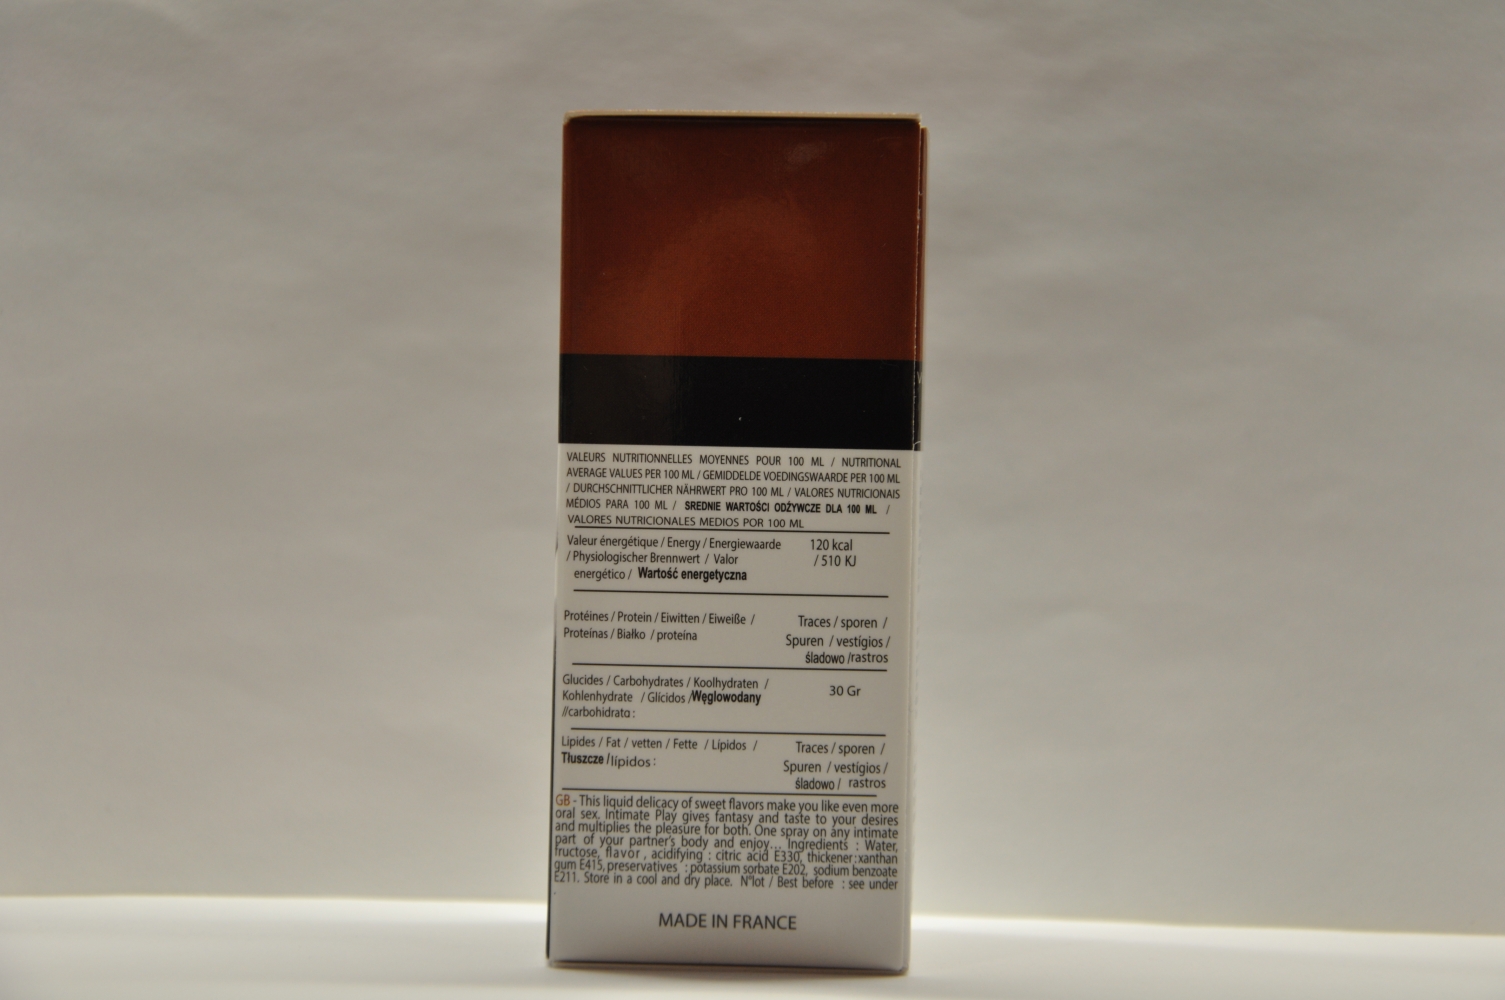 VALEURS NUTRITIONNELLES MOYENNES POUR 100 ML / NUTRITIONAL
AVERAGE VALUES PER 100 ML / GEMIDDELDE VOEDINGSWAARDE PER 100 ML
/ DURCHSCHNITTLICHER NÄHRWERT PRO 100 ML / VALORES NUTRICIONAIS
MÉDIOS PARA 100 ML / SREDNIE WARTOŚCI ODŻYWCZE DLA 100 ML /
VALORES NUTRICIONALES MEDIOS POR 100 ML
Valeur énergétique / Energy / Energiewaarde 120 kcal
/ Physiologischer Brennwert / Valor / 510 KJ
energético / Wartość energetyczna
Protéines / Protein / Eiwitten / Eiweiße / Traces / sporen /
Proteínas / Białko / proteína Spuren / vestígios /
śladowo /rastros
Glucides / Carbohydrates / Koolhydraten / 30 Gr
Kohlenhydrate / Glícidos /Węglowodany
//carbohidrata :
Lipides / Fat / vetten / Fette / Lípidos / Traces / sporen /
Tłuszcze /lípidos : Spuren / vestígios /
śladowo / rastros
GB - This liquid delicacy of sweet flavors make you like even more
oral sex. Intimate Play gives fantasy and taste to your desires
and multiplies the pleasure for both. One spray on any intimate
part of your partner's body and enjoy... Ingredients : Water,
fructose, flavor , acidifying : citric acid E330, thickener :xanthan
gum E415, preservatives : potassium sorbate E202, sodium benzoate
E211. Store in a cool and dry place. N°lot / Best before : see under
MADE IN FRANCE